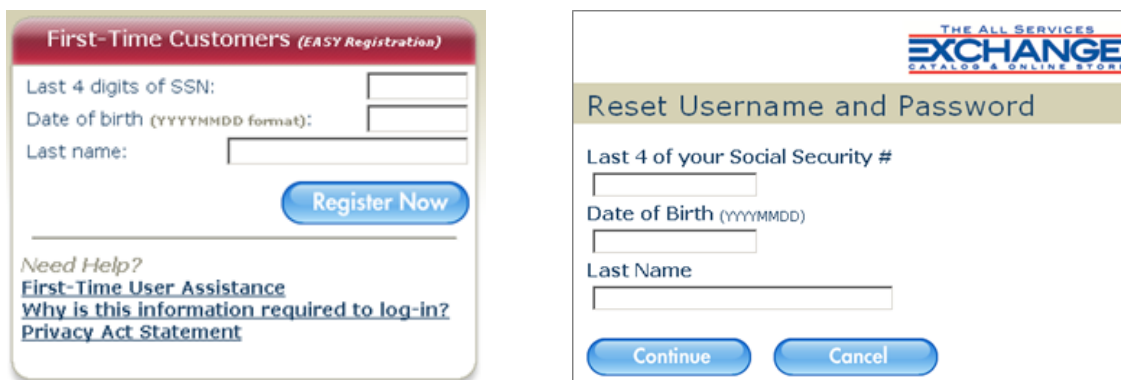 First-Time Customers (EASY Registration)
Last 4 digits of SSN:
Date of birth (YYYYMMDD format):
Last name:
Register Now
Need Help?
First-Time User Assistance
Why is this information required to log-in?
Privacy Act Statement
THE ALL SERVICES
EXCHANGE
CATALOG & ONLINE STORE
Reset Username and Password
Last 4 of your Social Security #
Date of Birth (YYYYMMDD)
Last Name
Continue
Cancel